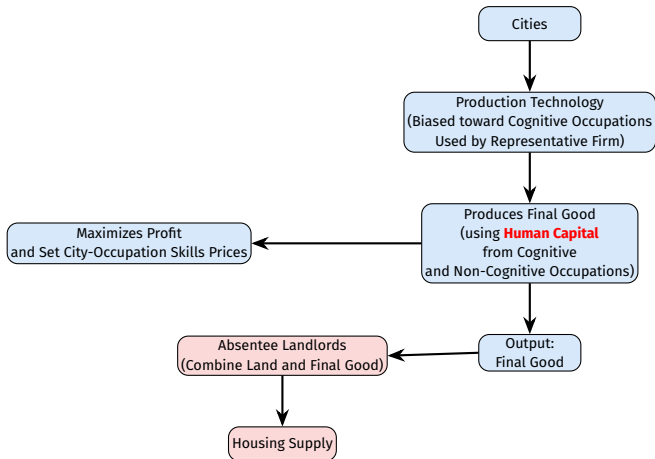 Cities
Production Technology
(Biased toward Cognitive Occupations
Used by Representative Firm)
Produces Final Good
(using Human Capital
from Cognitive
and Non-Cognitive Occupations)
Maximizes Profit
and Set City-Occupation Skills Prices
Output:
Final Good
Absentee Landlords
(Combine Land and Final Good)
Housing Supply